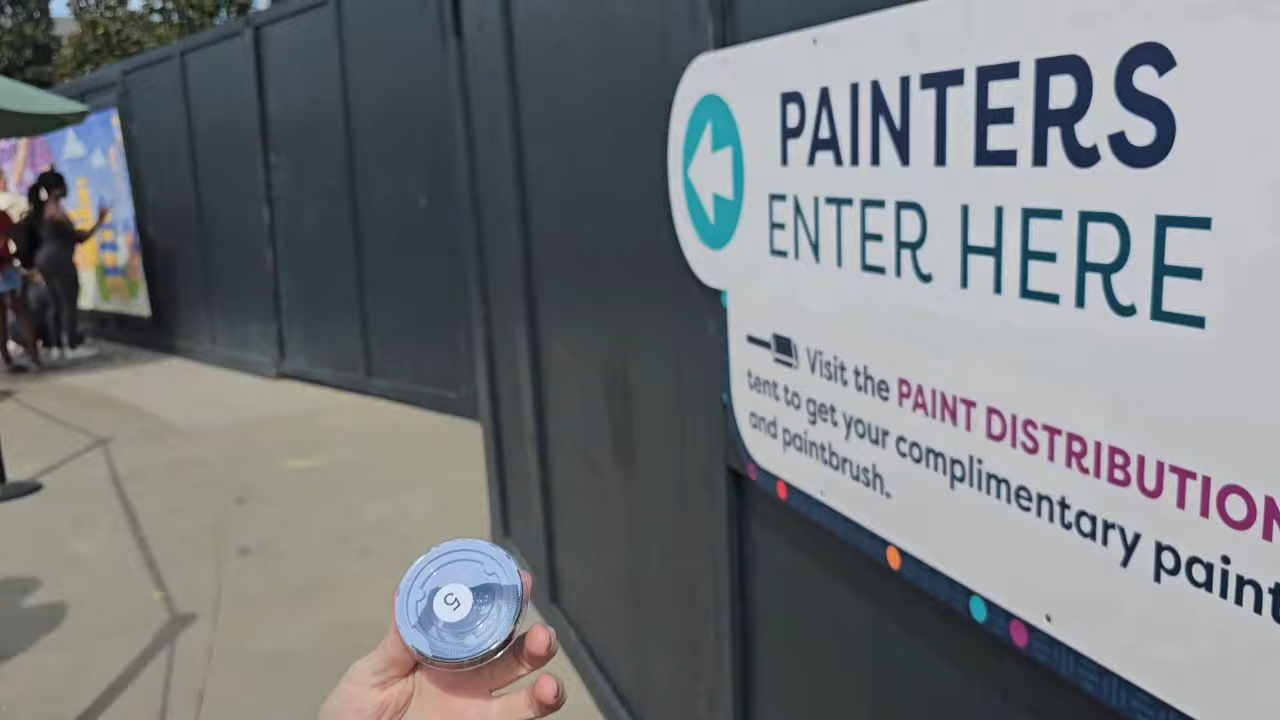 PAINTERS
ENTER HERE
Visit the PAINT DISTRIBUTION
tent to get your complimentary paint
and paintbrush.
5